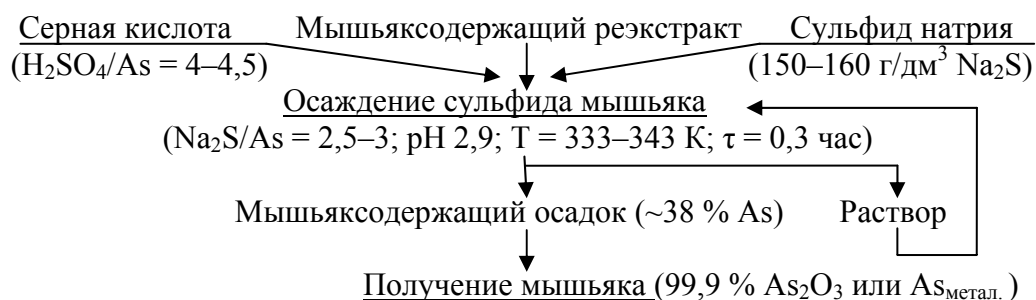 Серная кислота Мышьяксодержащий реэкстракт Сульфид натрия
(H₂SO₄/As = 4–4,5) (150–160 г/дм³ Na₂S)
Осаждение сульфида мышьяка
(Na₂S/As = 2,5–3; pH 2,9; T = 333–343 K; τ = 0,3 час)
Мышьяксодержащий осадок (~38 % As) Раствор
Получение мышьяка (99,9 % As₂O₃ или Asметал. )